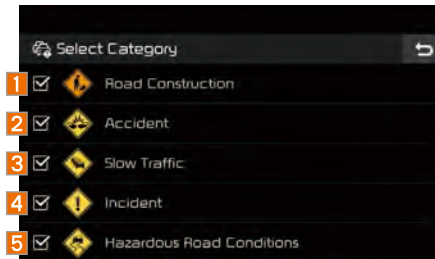 Select Category
1 Road Construction
2 Accident
3 Slow Traffic
4 Incident
5 Hazardous Road Conditions